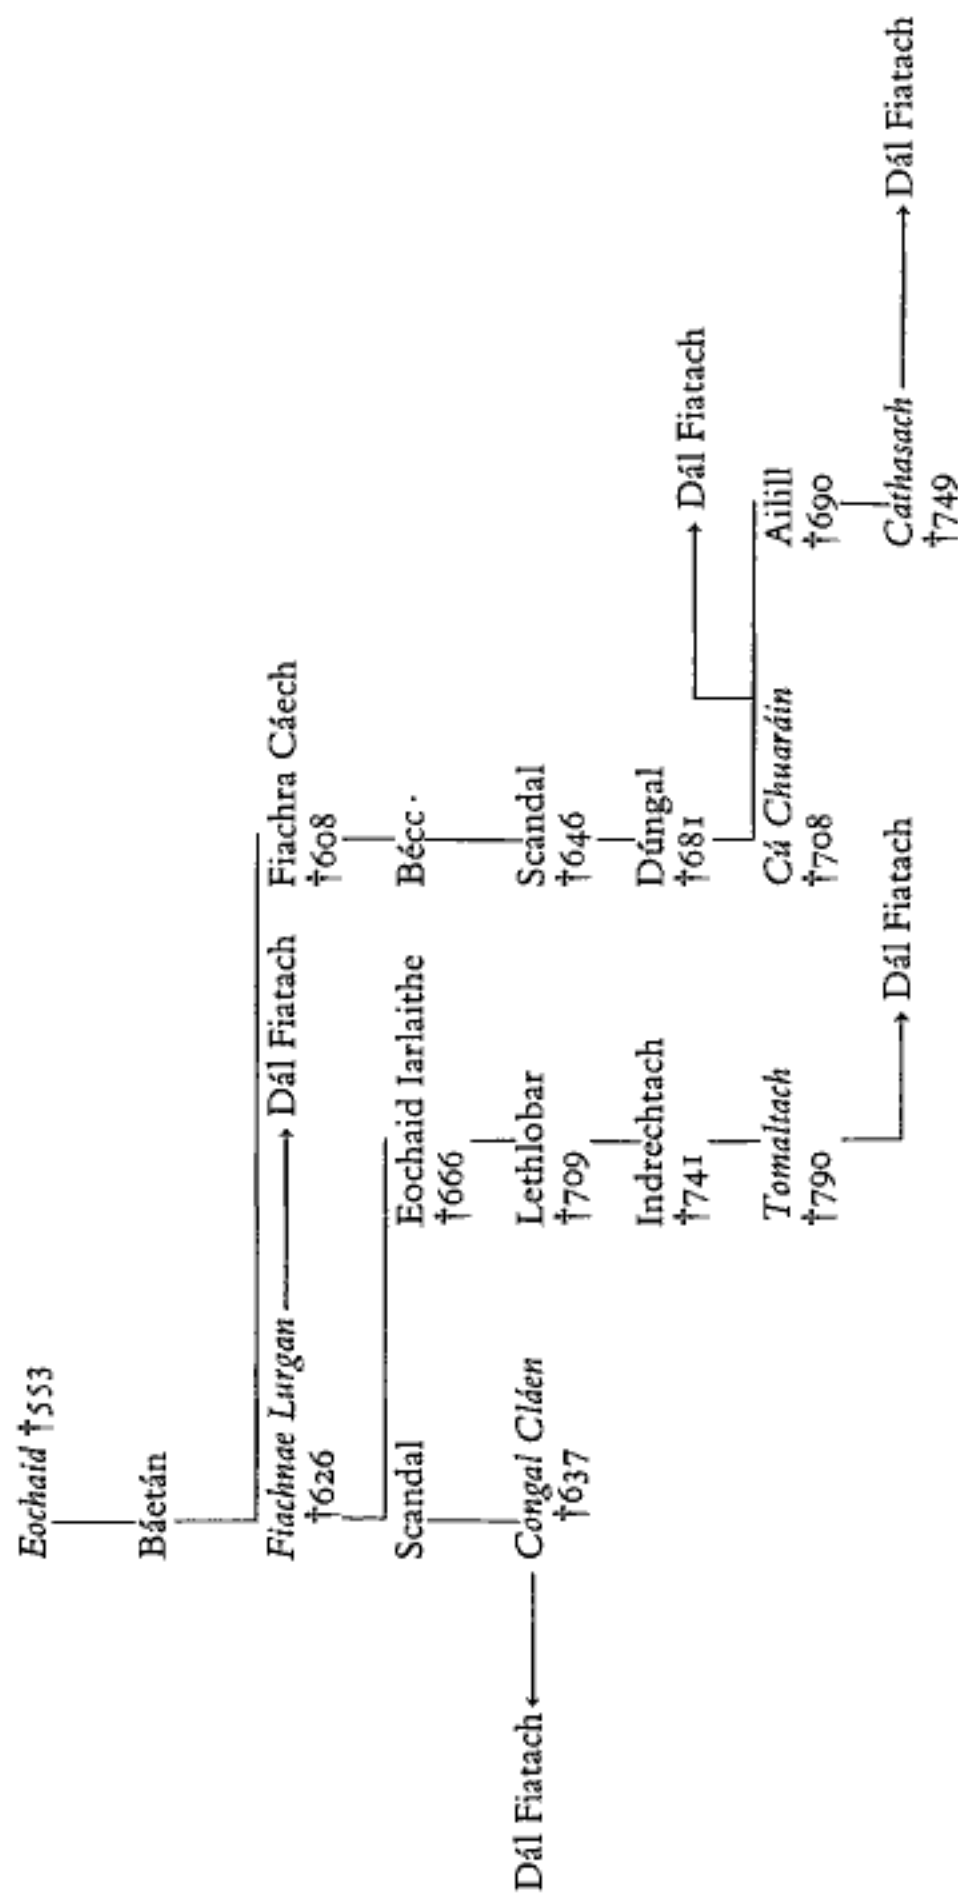 Eochaid †553
Báetán
Fiachnae Lurgan Dál Fiatach Fiachra Cáech
†626 †608
Scandal Eochaid Iarlaithe Bécc
†666
Dál Fiatach Congal Cláen Lethlobar Scandal
†637 †709 †646
Indrechtach Dúngal Dál Fiatach
†741 †681
Tomaltach Cú Chuaráin Ailill
†790 †708 †690
Dál Fiatach Cathasach Dál Fiatach
†749